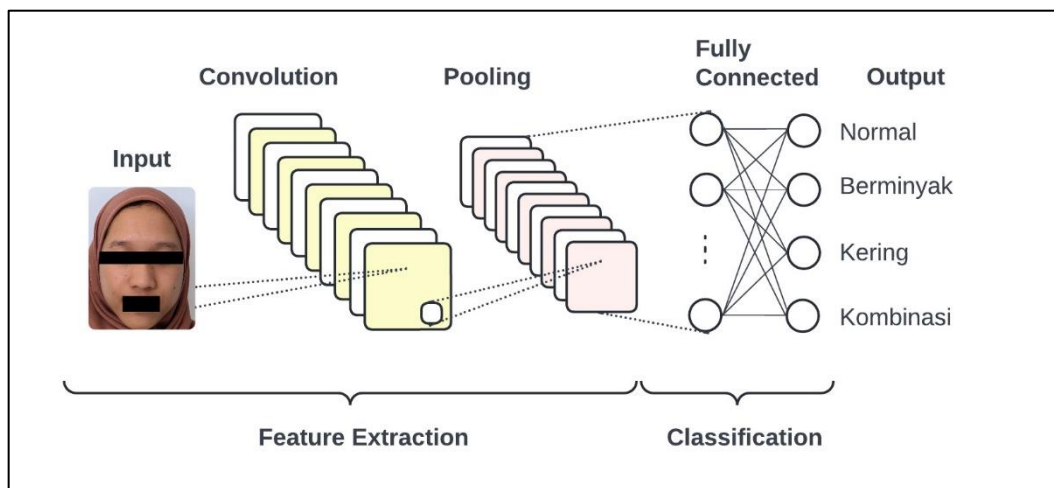 Input
Convolution
Pooling
Fully
Connected
Output
Normal
Berminyak
Kering
Kombinasi
Feature Extraction
Classification